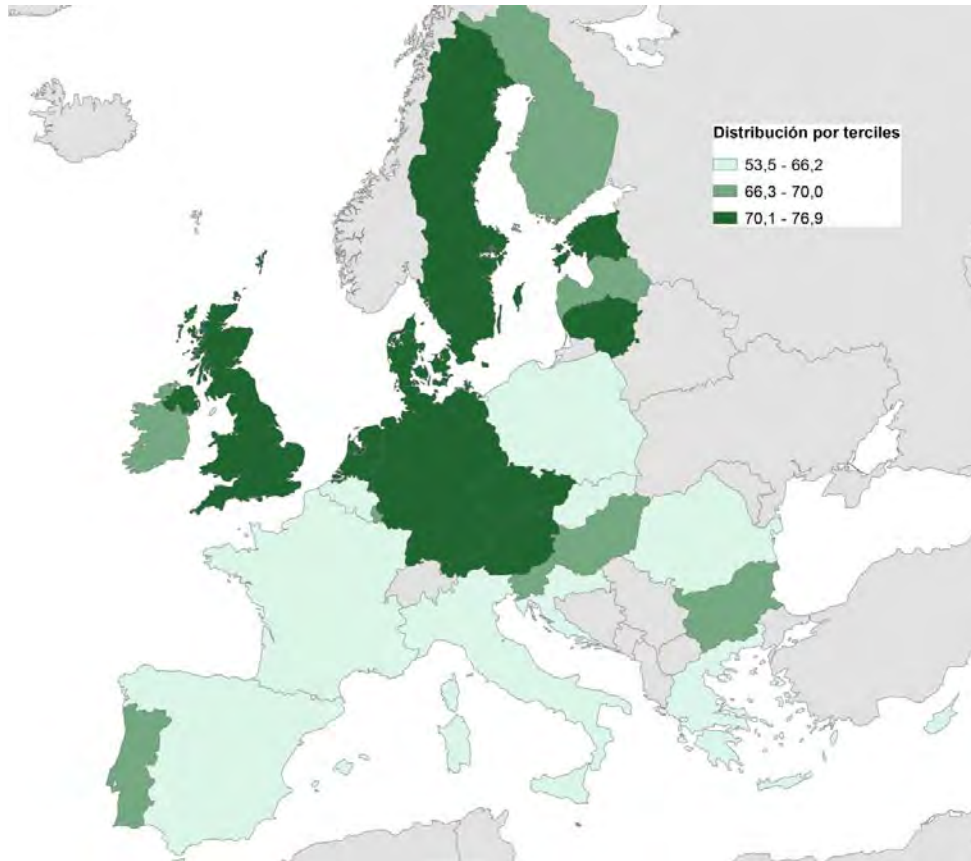 Distribución por terciles
53,5 - 66,2
66,3 - 70,0
70,1 - 76,9